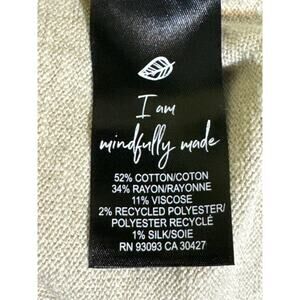 I am
mindfully made
52% COTTON/COTON
34% RAYON/RAYONNE
11% VISCOSE
2% RECYCLED POLYESTER/
POLYESTER RECYCLÉ
1% SILK/SOIE
RN 93093 CA 30427